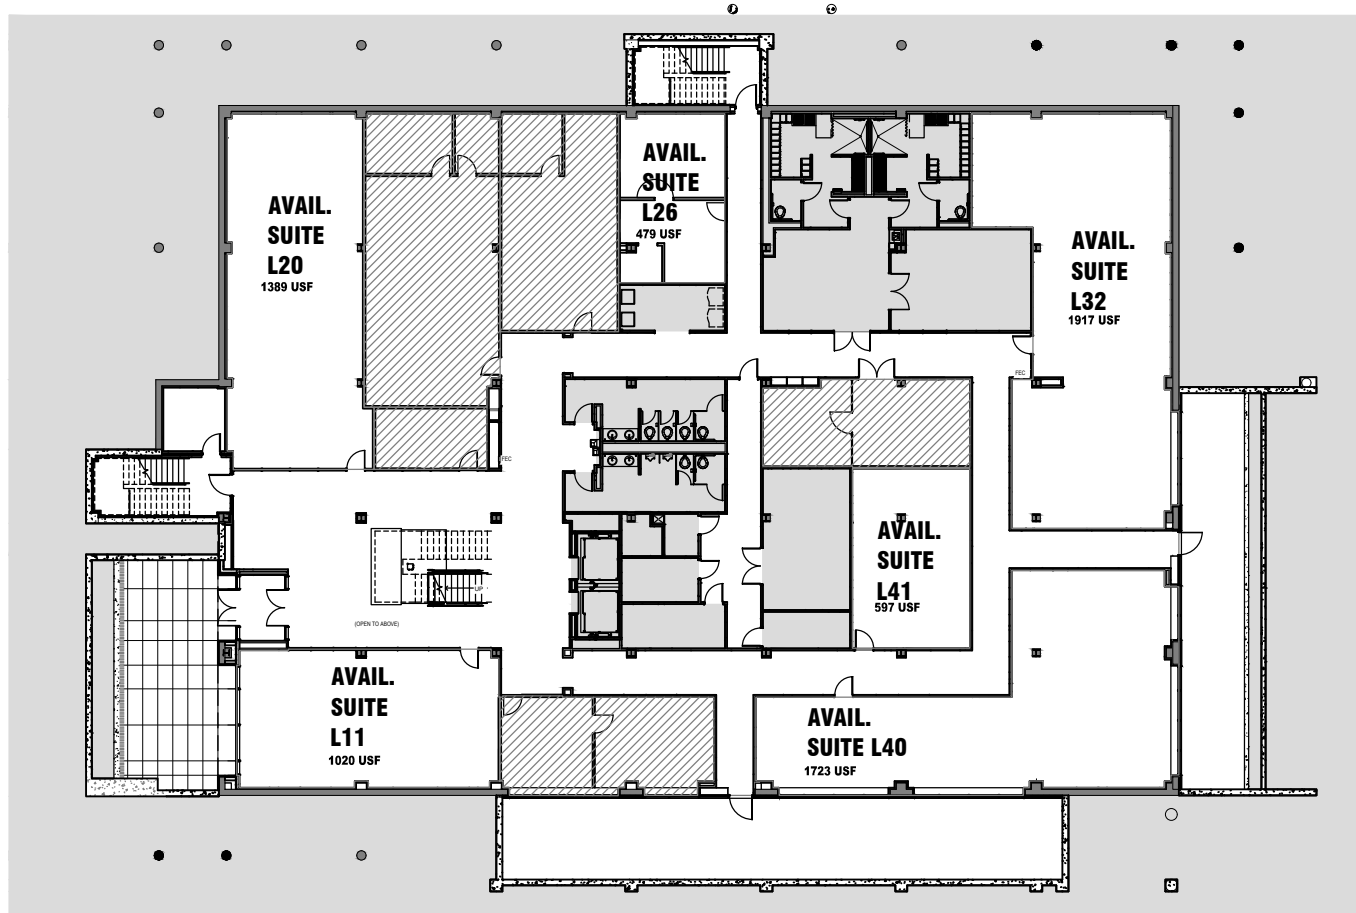 AVAIL.
SUITE
L26
479 USF
AVAIL.
SUITE
L20
1389 USF
AVAIL.
SUITE
L32
1917 USF
FEC
FEC
AVAIL.
SUITE
L41
597 USF
UP
(OPEN TO ABOVE)
AVAIL.
SUITE
L11
1020 USF
AVAIL.
SUITE L40
1723 USF